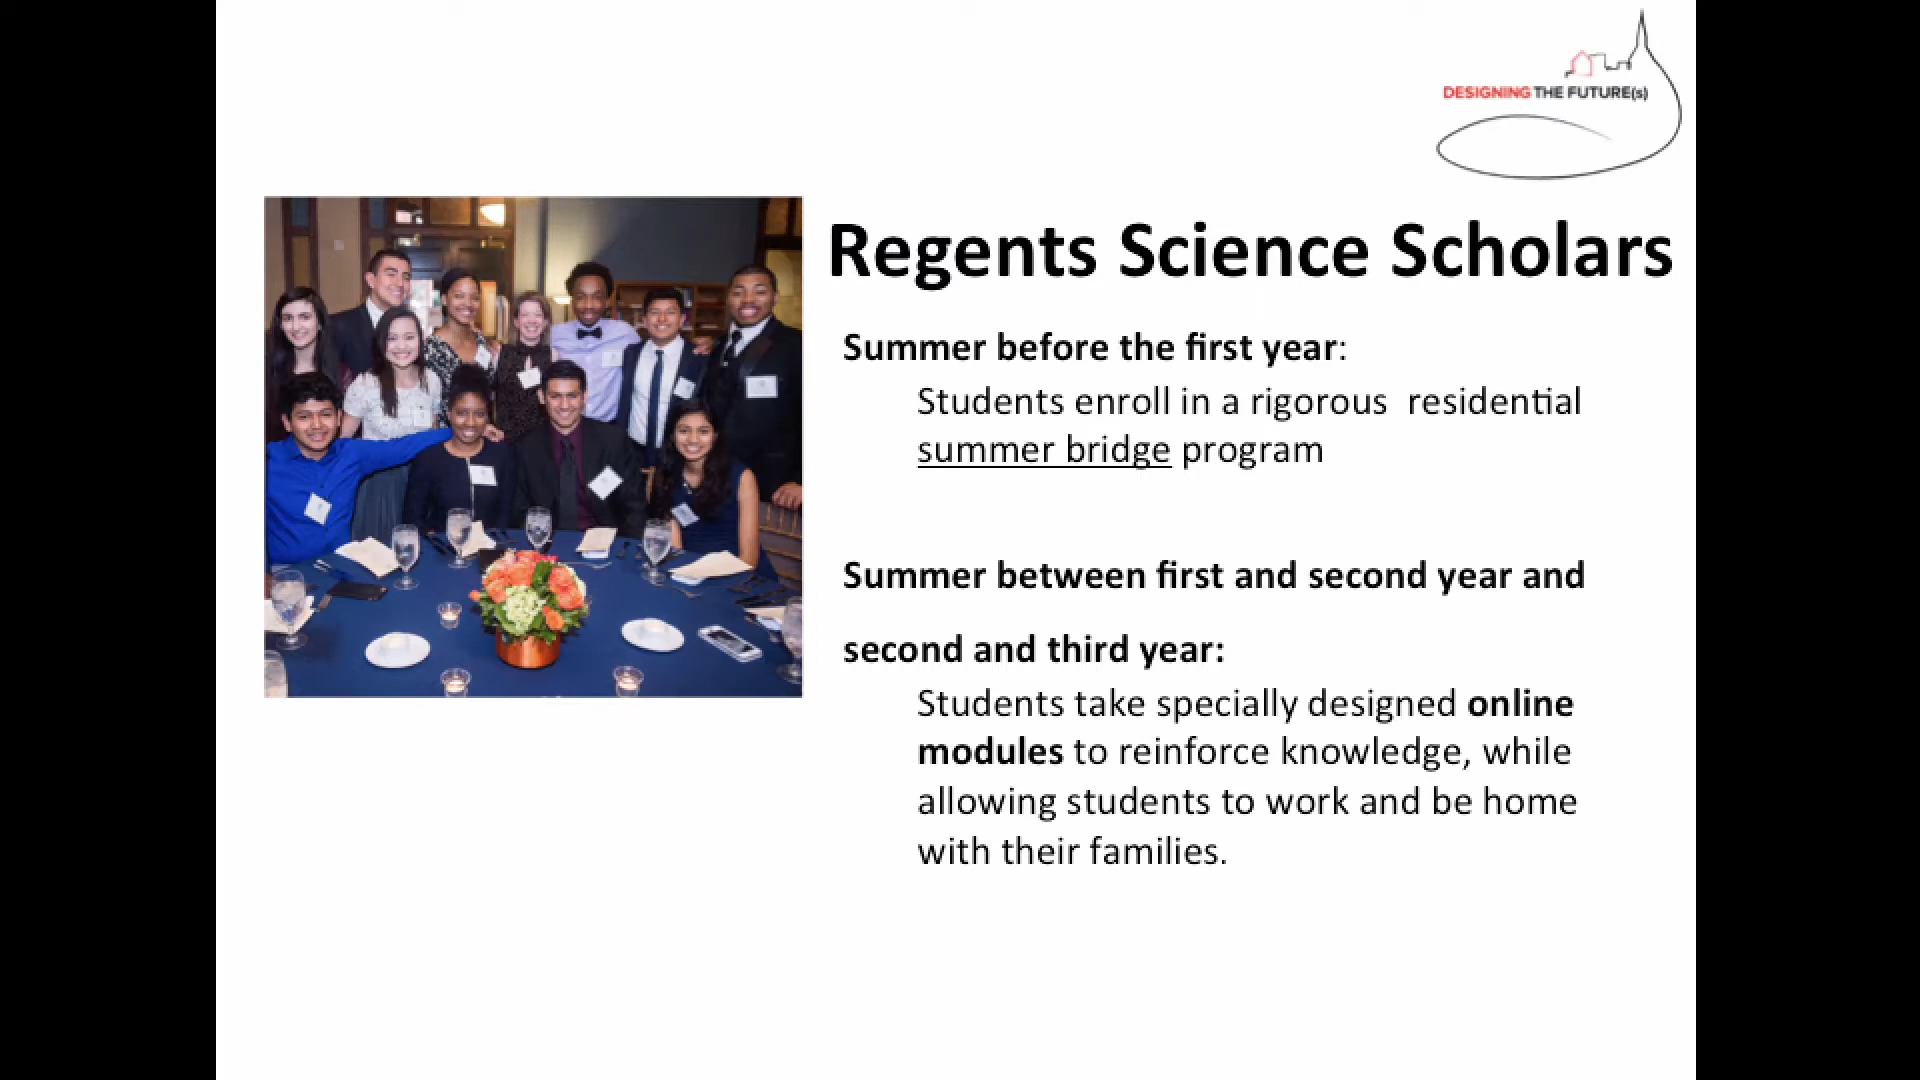 DESIGNING THE FUTURE(s)
Regents Science Scholars
Summer before the first year:
Students enroll in a rigorous residential
summer bridge program
Summer between first and second year and
second and third year:
Students take specially designed online
modules to reinforce knowledge, while
allowing students to work and be home
with their families.